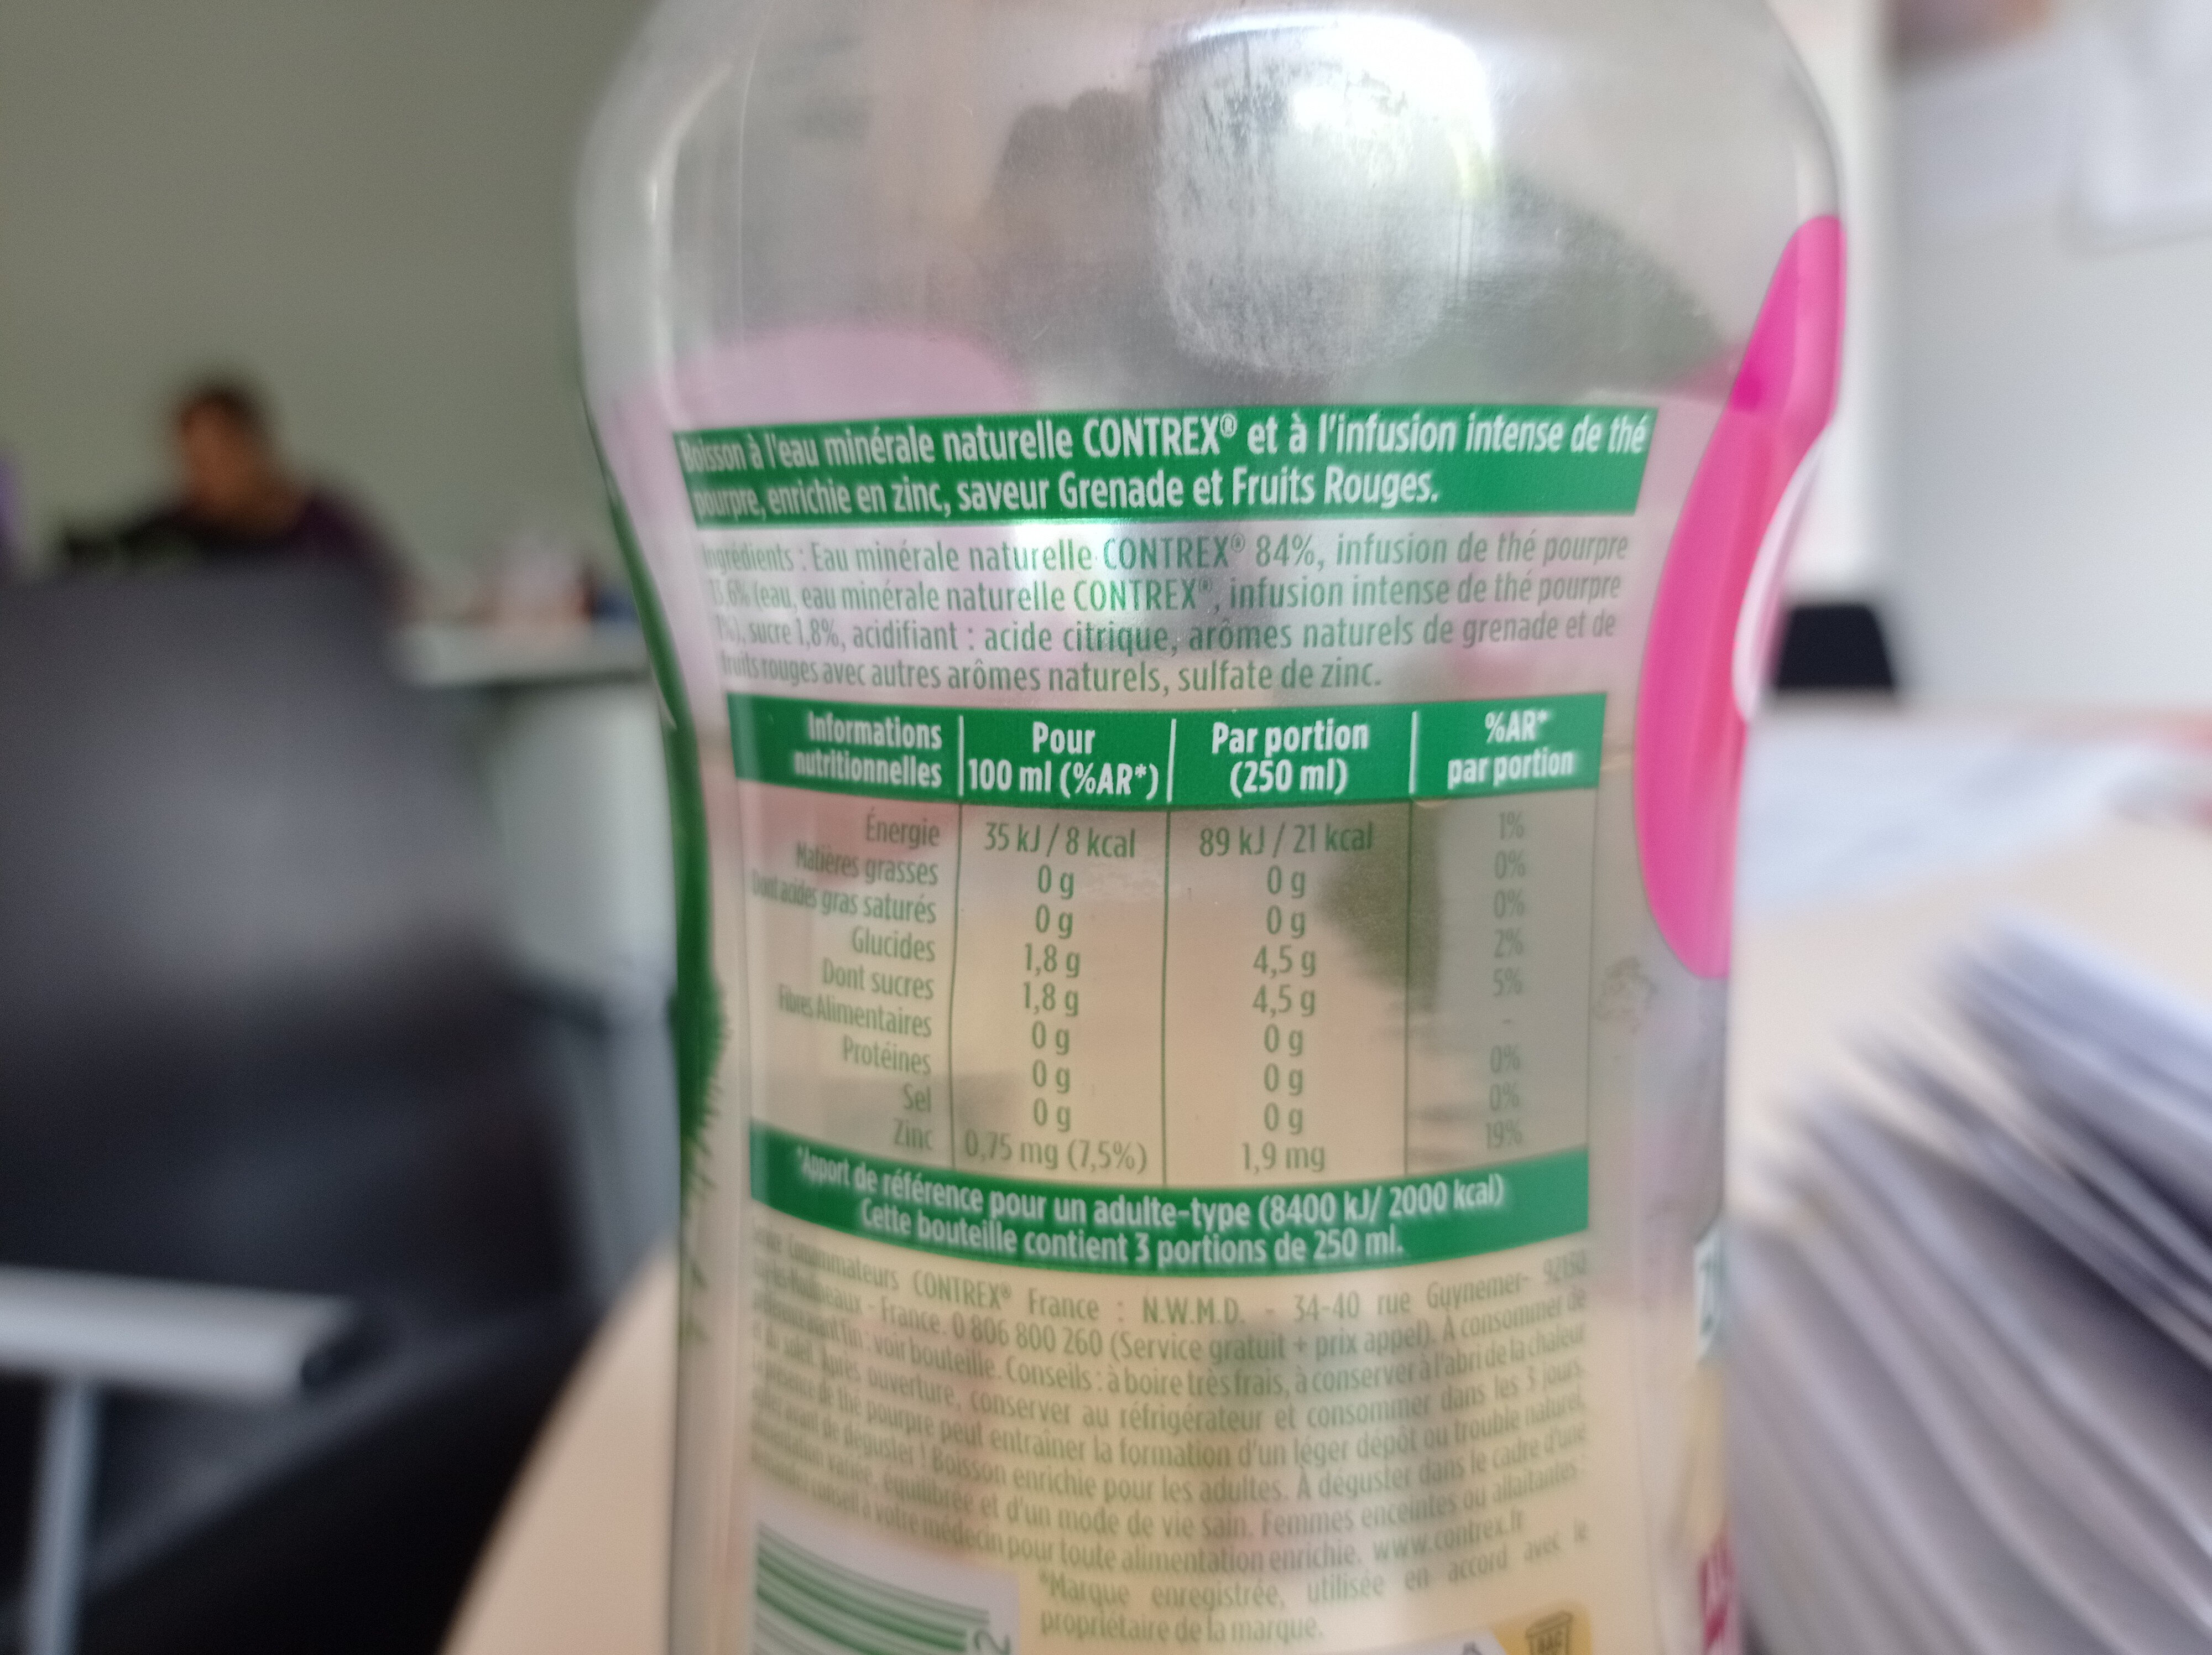 Boisson à l'eau minérale naturelle CONTREX® et à l'infusion intense de thé
pourpre, enrichie en zinc, saveur Grenade et Fruits Rouges.
Ingrédients : Eau minérale naturelle CONTREX® 84%, infusion de thé pourpre
13,6% (eau, eau minérale naturelle CONTREX®, infusion intense de thé pourpre
sucre 1,8%, acidifiant : acide citrique, arômes naturels de grenade et de
fruits rouges avec autres arômes naturels, sulfate de zinc.
Informations nutritionnelles | Pour 100 ml (%AR*) | Par portion (250 ml) | %AR* par portion
Énergie 35 kJ / 8 kcal 89 kJ / 21 kcal 1%
Matières grasses 0 g 0 g 0%
Dont acides gras saturés 0 g 0 g 0%
Glucides 1,8 g 4,5 g 2%
Dont sucres 1,8 g 4,5 g 5%
Fibres Alimentaires 0 g 0 g -
Protéines 0 g 0 g 0%
Sel 0 g 0 g 0%
Zinc 0,75 mg (7,5%) 1,9 mg 19%
*Apport de référence pour un adulte-type (8400 kJ/ 2000 kcal)
Cette bouteille contient 3 portions de 250 ml.
Consommateurs CONTREX® France : N.W.M.D. - 34-40 rue Guynemer- 92130
- France. 0 806 800 260 (Service gratuit + prix appel). À consommer de
voir bouteille. Conseils : à boire très frais, à conserver à l'abri de la chaleur
et du soleil. Après ouverture, conserver au réfrigérateur et consommer dans les 3 jours.
de thé pourpre peut entraîner la formation d'un léger dépôt ou trouble naturel,
avant de déguster ! Boisson enrichie pour les adultes. À déguster dans le cadre d'une
variée, équilibrée et d'un mode de vie sain. Femmes enceintes ou allaitantes :
conseil à votre médecin pour toute alimentation enrichie. www.contrex.fr
*Marque enregistrée, utilisée en accord avec le
propriétaire de la marque.
2